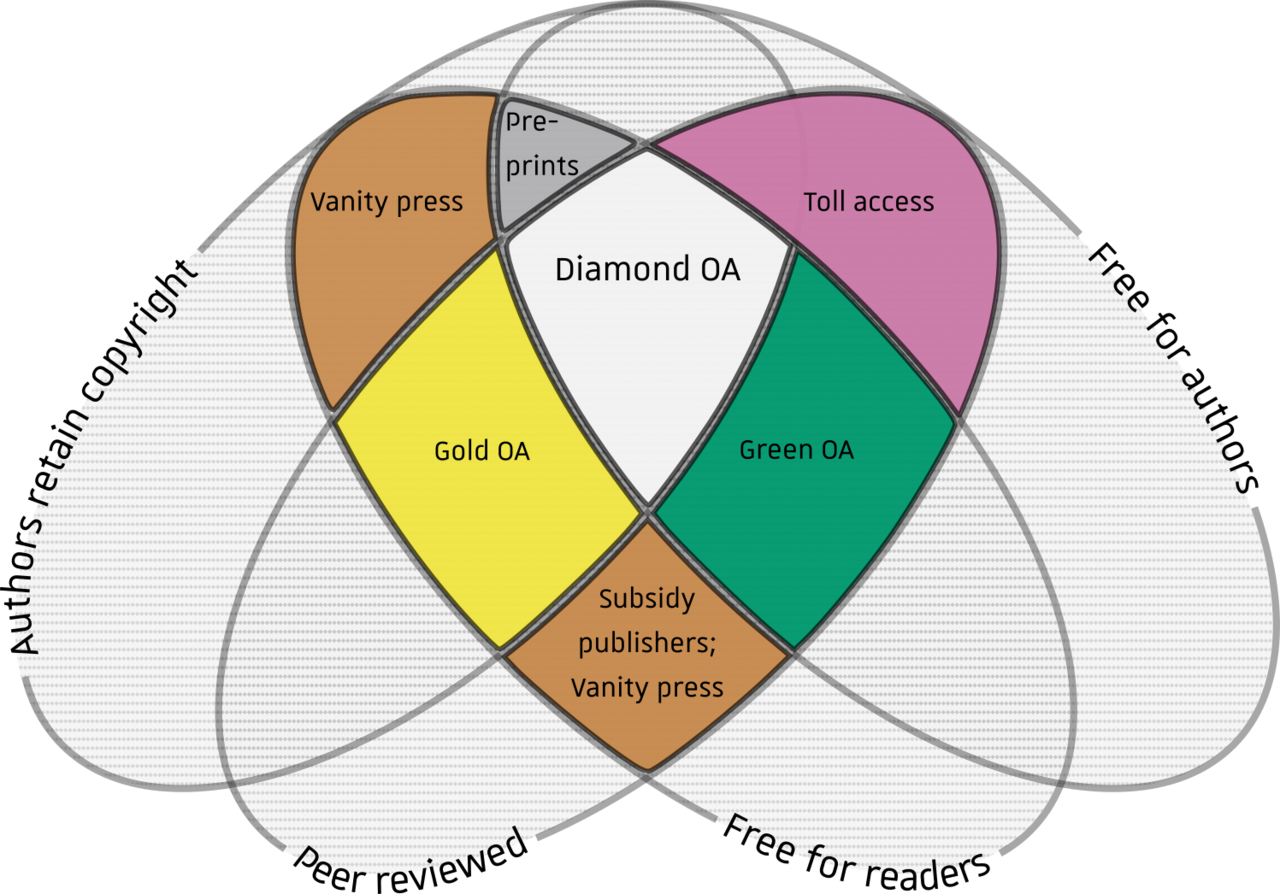 Pre-
prints
Vanity press
Toll access
Diamond OA
Authors retain copyright
Free for authors
Gold OA
Green OA
Subsidy
publishers;
Vanity press
Peer reviewed
Free for readers